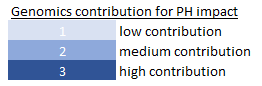 Genomics contribution for PH impact
1 low contribution
2 medium contribution
3 high contribution